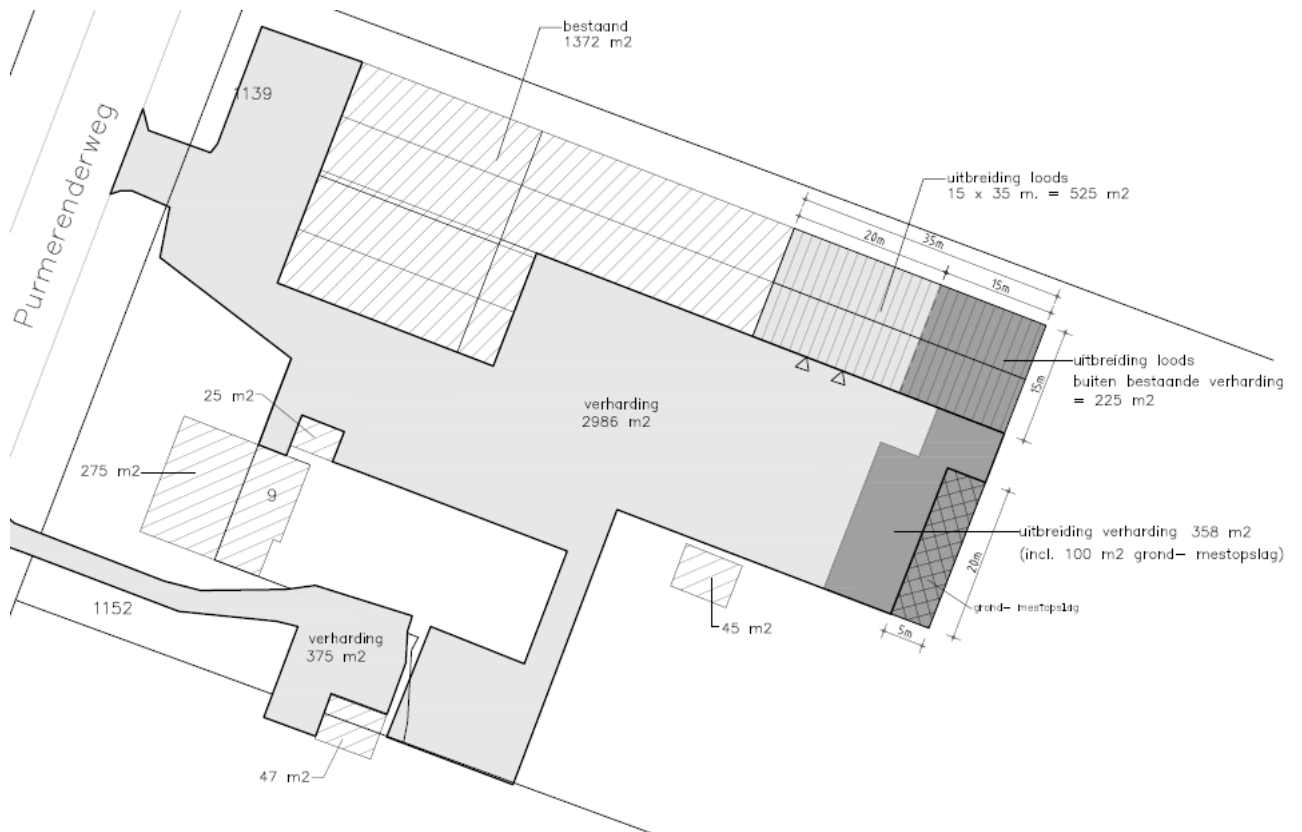 bestaand
1372 m2
1139
Purmerenderweg
uitbreiding loods
15 x 35 m. = 525 m2
35m
20m
15m
15m
uitbreiding loods
buiten bestaande verharding
= 225 m2
25 m2
verharding
2986 m2
275 m2
9
uitbreiding verharding 358 m2
(incl. 100 m2 grond- mestopslag)
20m
grond- mestopslag
1152
verharding
375 m2
45 m2
5m
47 m2